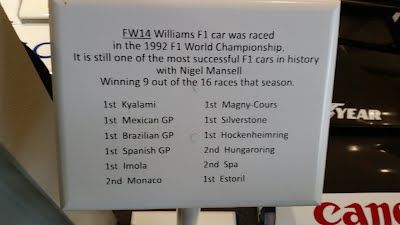 FW14 Williams F1 car was raced
in the 1992 F1 World Championship.
It is still one of the most successful F1 cars in history
with Nigel Mansell
Winning 9 out of the 16 races that season.
1st Kyalami
1st Mexican GP
1st Brazilian GP
1st Spanish GP
1st Imola
2nd Monaco
1st Magny-Cours
1st Silverstone
1st Hockenheimring
2nd Hungaroring
2nd Spa
1st Estoril
YEAR
Canon